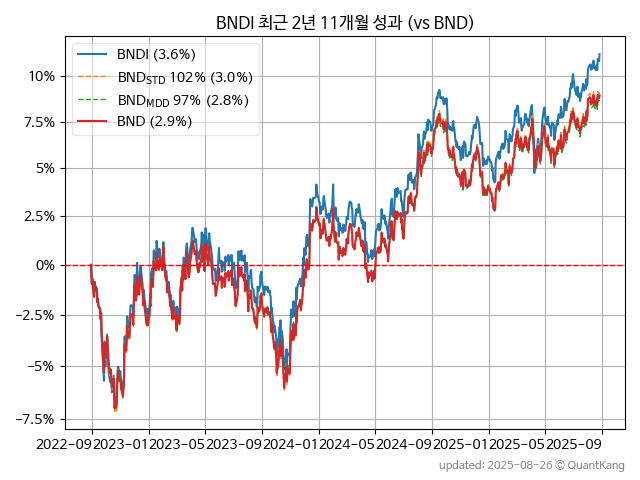 BNDI 최근 2년 11개월 성과 (vs BND)
BNDI (3.6%)
BND_STD 102% (3.0%)
BND_MDD 97% (2.8%)
BND (2.9%)
10%
7.5%
5%
2.5%
0%
−2.5%
−5%
−7.5%
2022-09 2023-01 2023-05 2023-09 2024-01 2024-05 2024-09 2025-01 2025-05 2025-09
updated: 2025-08-26 © QuantKang